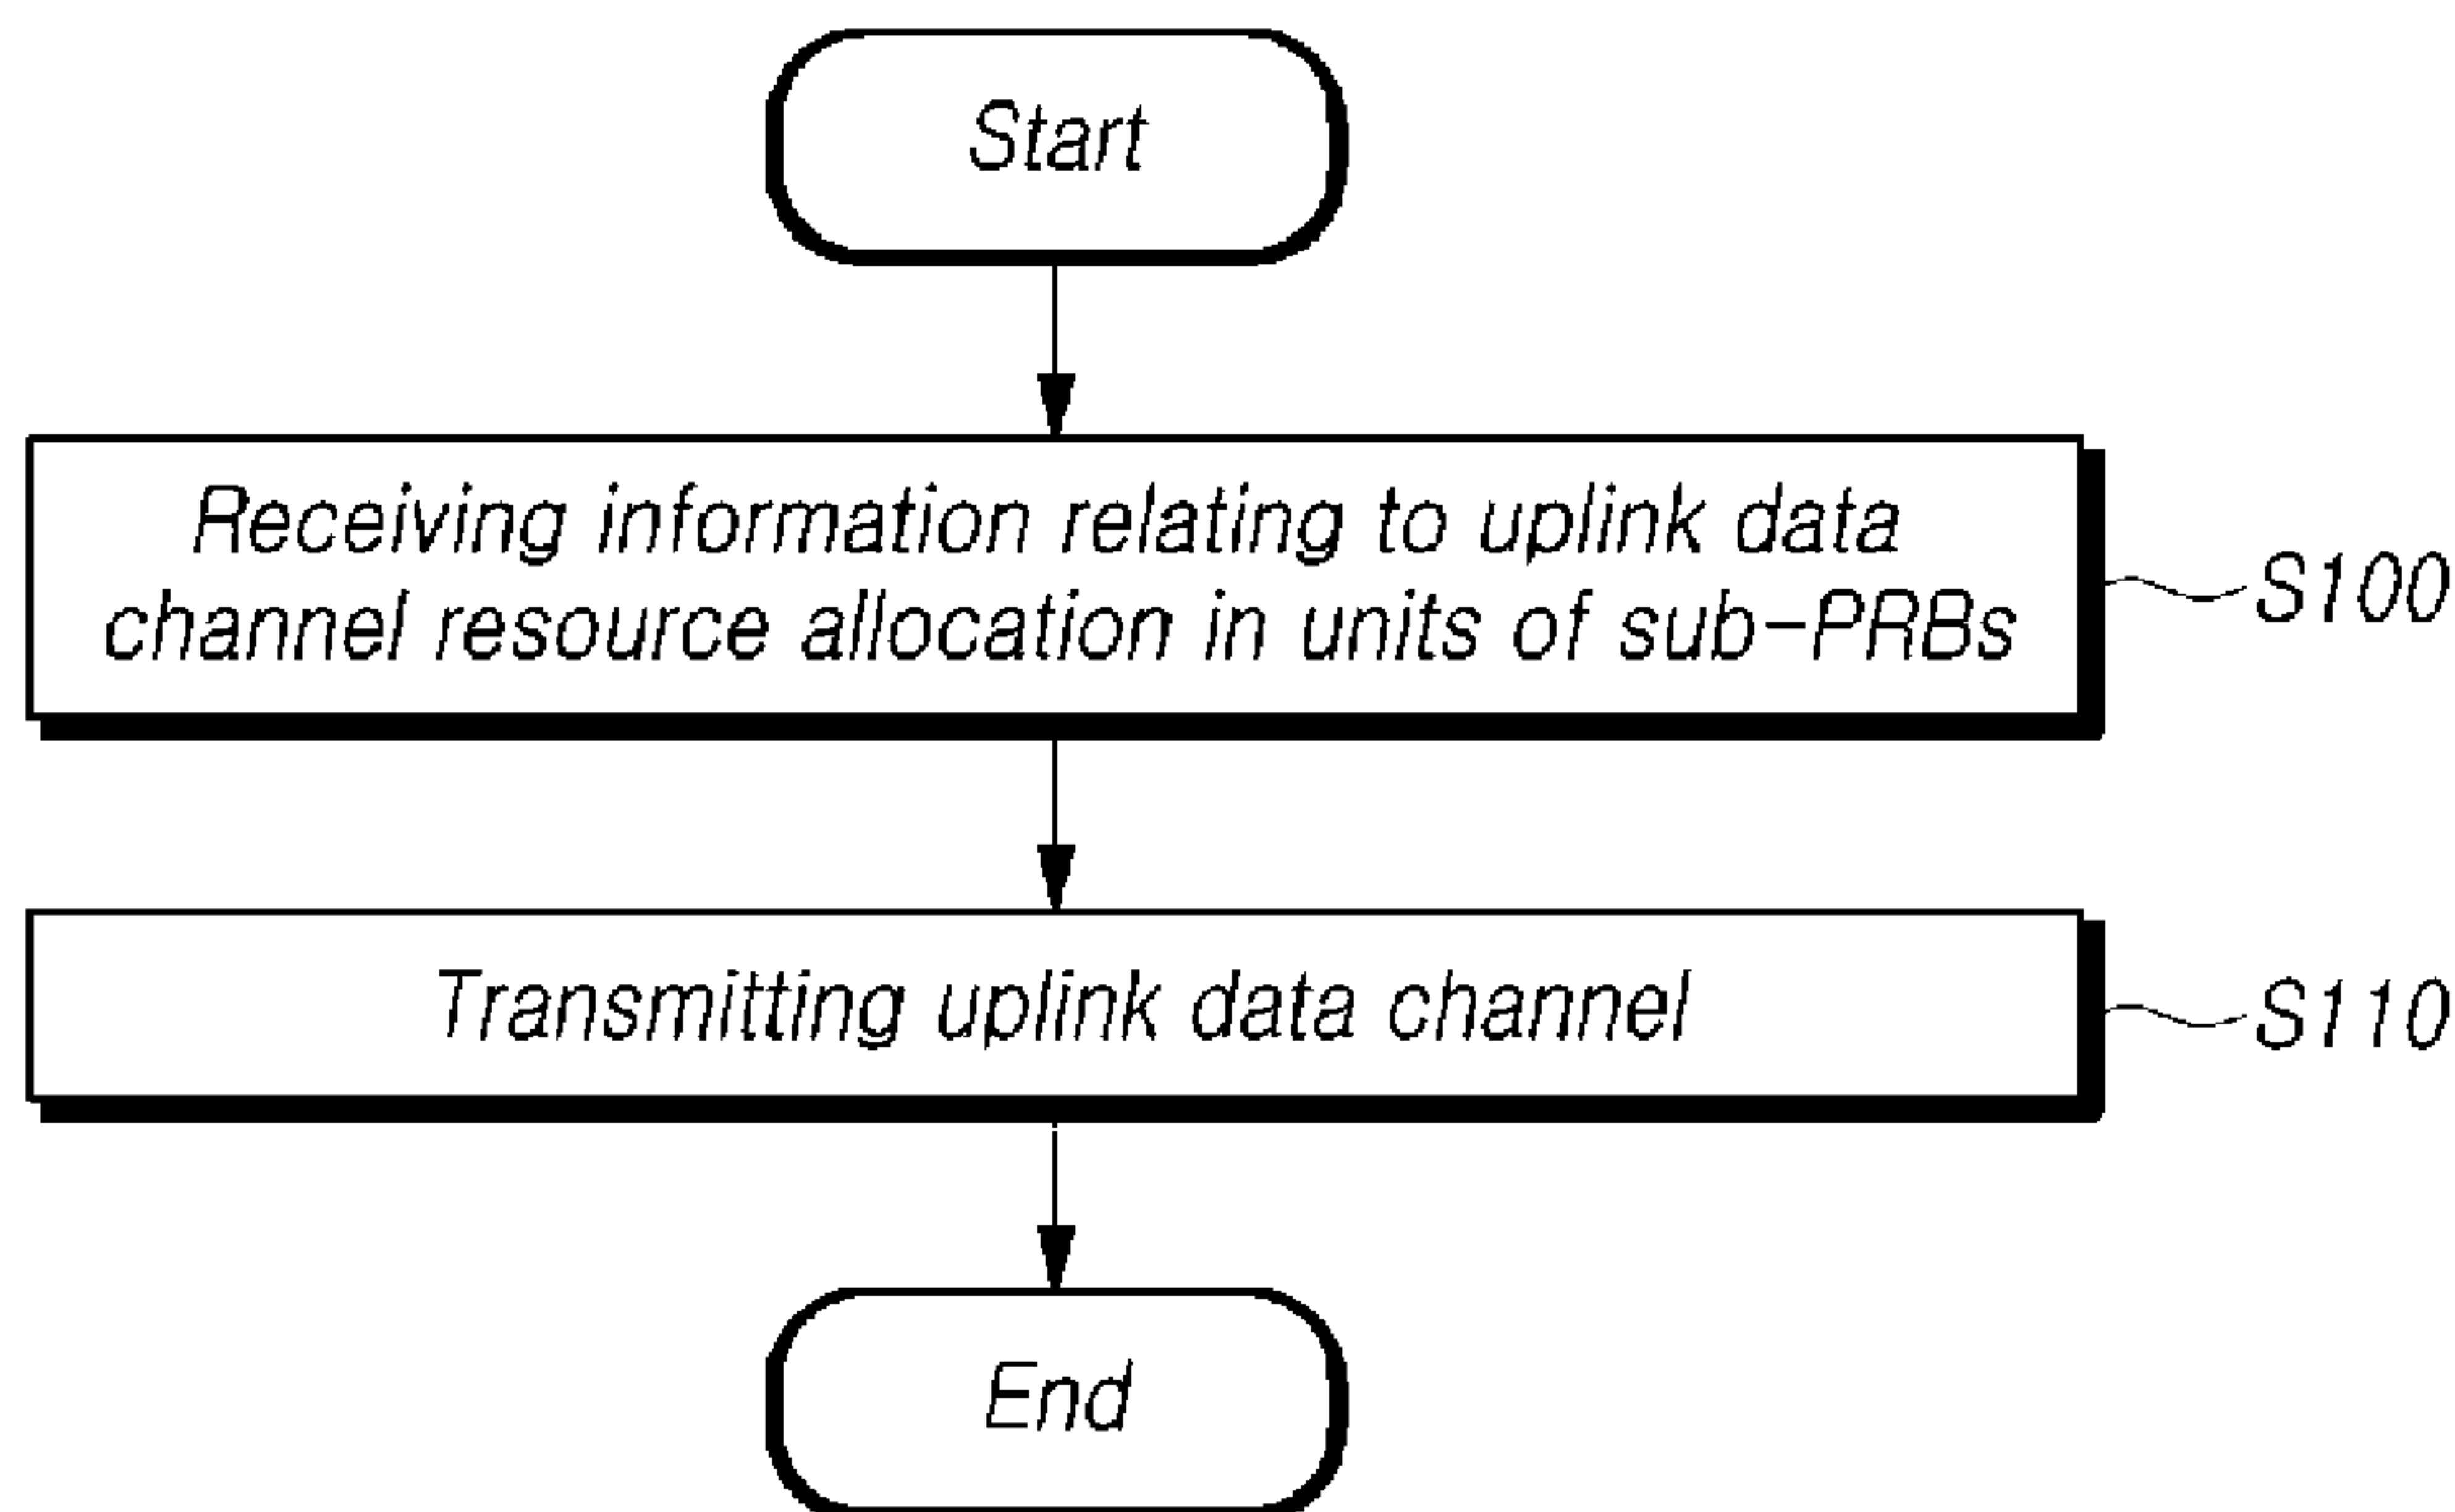 Start
Receiving information relating to uplink data
channel resource allocation in units of sub-PRBs
S100
Transmitting uplink data channel
S110
End